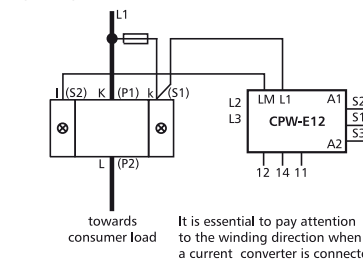 L1
l (S2) K (P1) k (S1)
L2 LM L1 A1 S2
L3 CPW-E12 S1
S3
A2
L (P2)
12 14 11
towards
consumer load
It is essential to pay attention
to the winding direction when
a current converter is